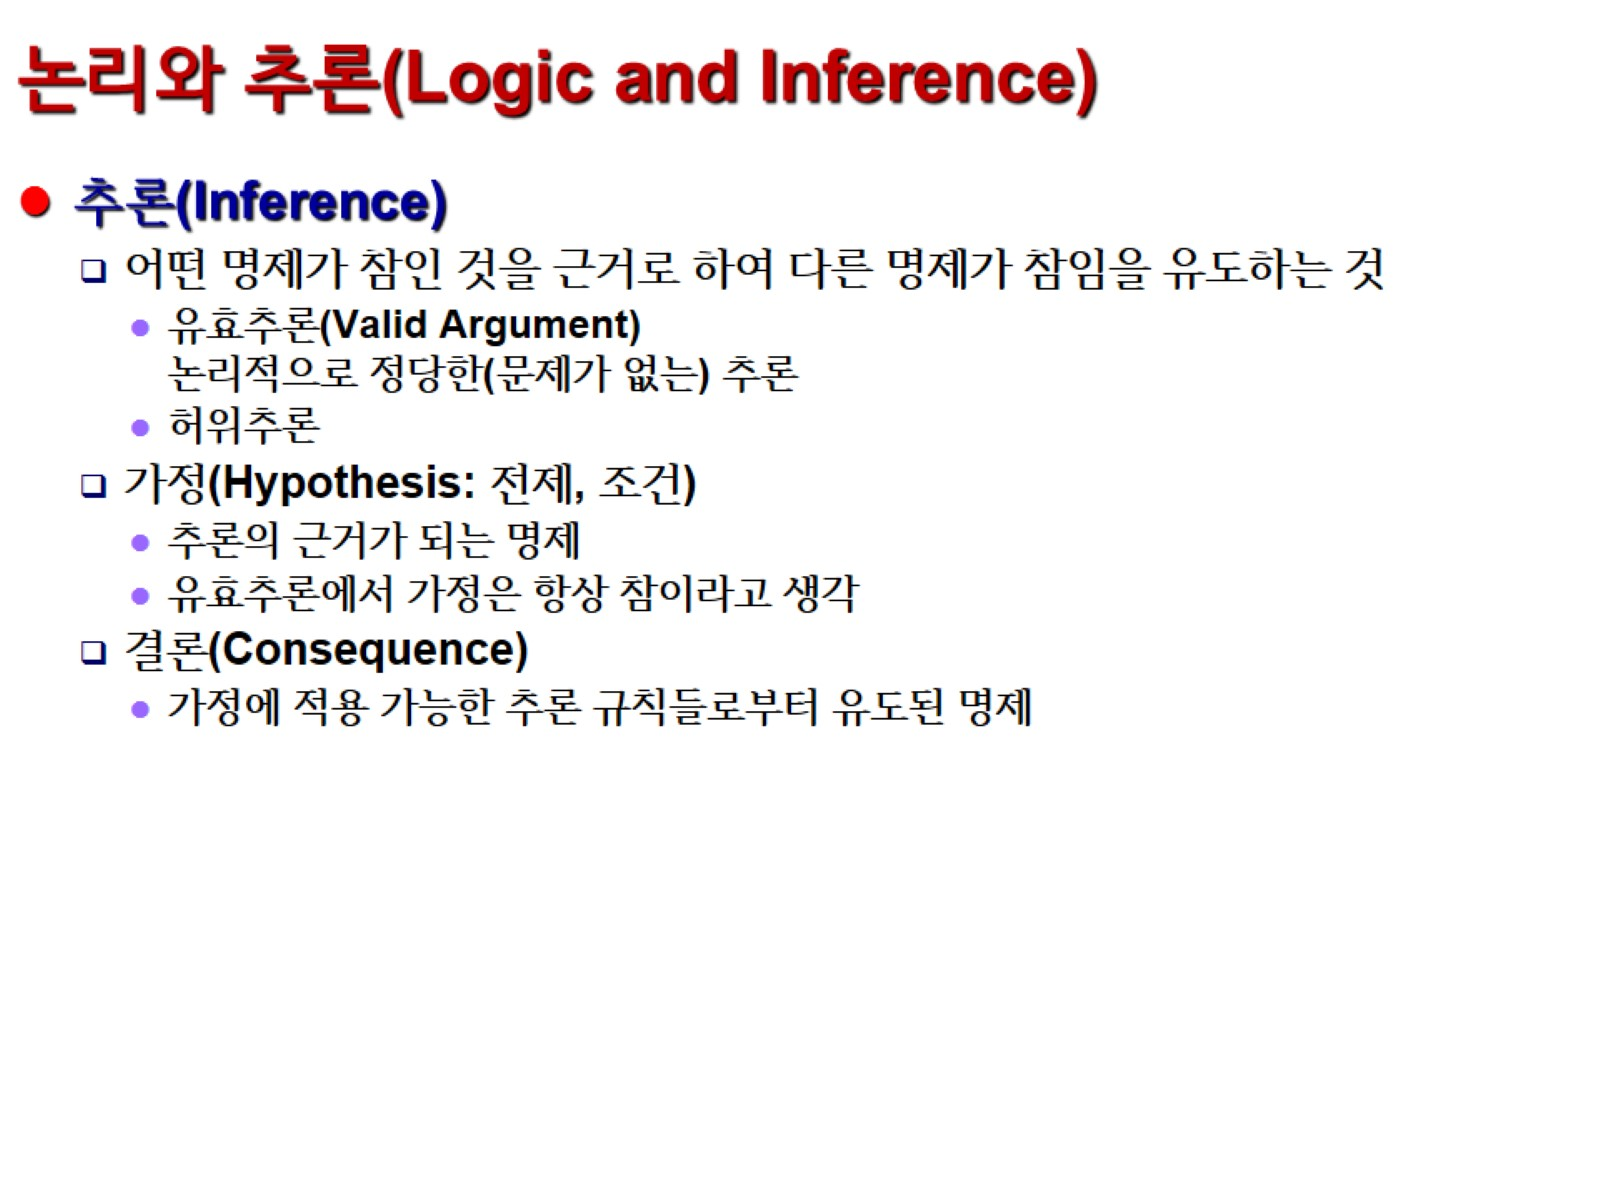 논리와 추론(Logic and Inference)
추론(Inference)
어떤 명제가 참인 것을 근거로 하여 다른 명제가 참임을 유도하는 것
유효추론(Valid Argument)
논리적으로 정당한(문제가 없는) 추론
허위추론
가정(Hypothesis: 전제, 조건)
추론의 근거가 되는 명제
유효추론에서 가정은 항상 참이라고 생각
결론(Consequence)
가정에 적용 가능한 추론 규칙들로부터 유도된 명제